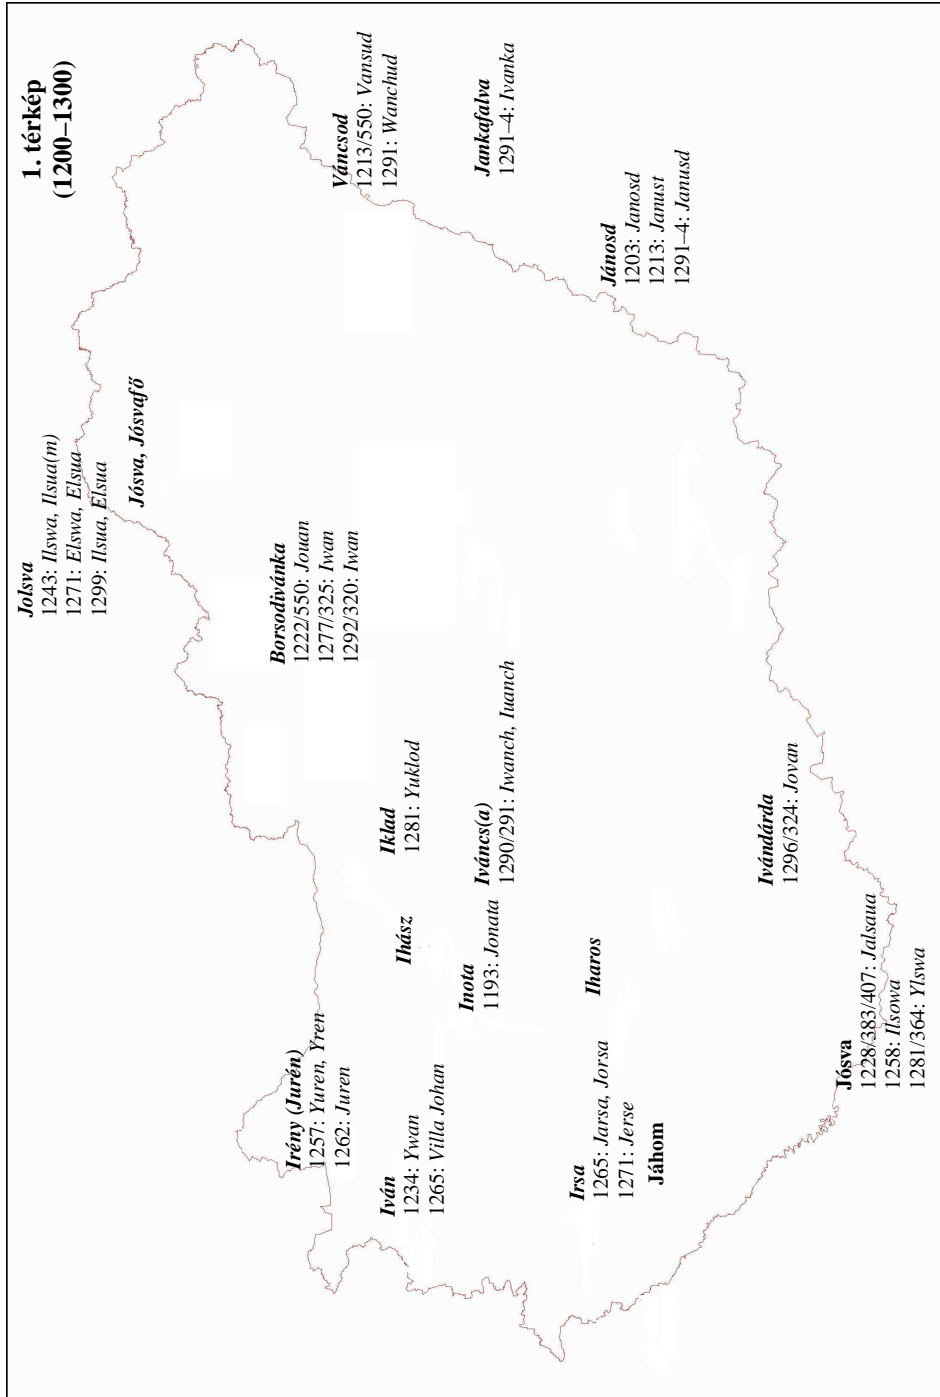 1. térkép
(1200–1300)
Jolsva
1243: Ilswa, Ilsua(m)
1271: Elswa, Elsua
1299: Ilsua, Elsua
Jósva, Jósvafő
Váncsod
1213/550: Vansud
1291: Wanchud
Jankafalva
1291–4: Ivanka
Jánosd
1203: Janosd
1213: Janust
1291–4: Janusd
Borsodivánka
1222/550: Jouan
1277/325: Iwan
1292/320: Iwan
Irény (Jurén)
1257: Yuren, Yren
1262: Juren
Iván
1234: Ywan
1265: Villa Johan
Ihász
Iklad
1281: Yuklod
Inota
1193: Jonata
Iváncs(a)
1290/291: Iwanch, Iuanch
Irsa
1265: Jarsa, Jorsa
1271: Jerse
Jáhom
Iharos
Ivándárda
1296/324: Jovan
Jósva
1228/383/407: Jalsaua
1258: Ilsowa
1281/364: Ylswa